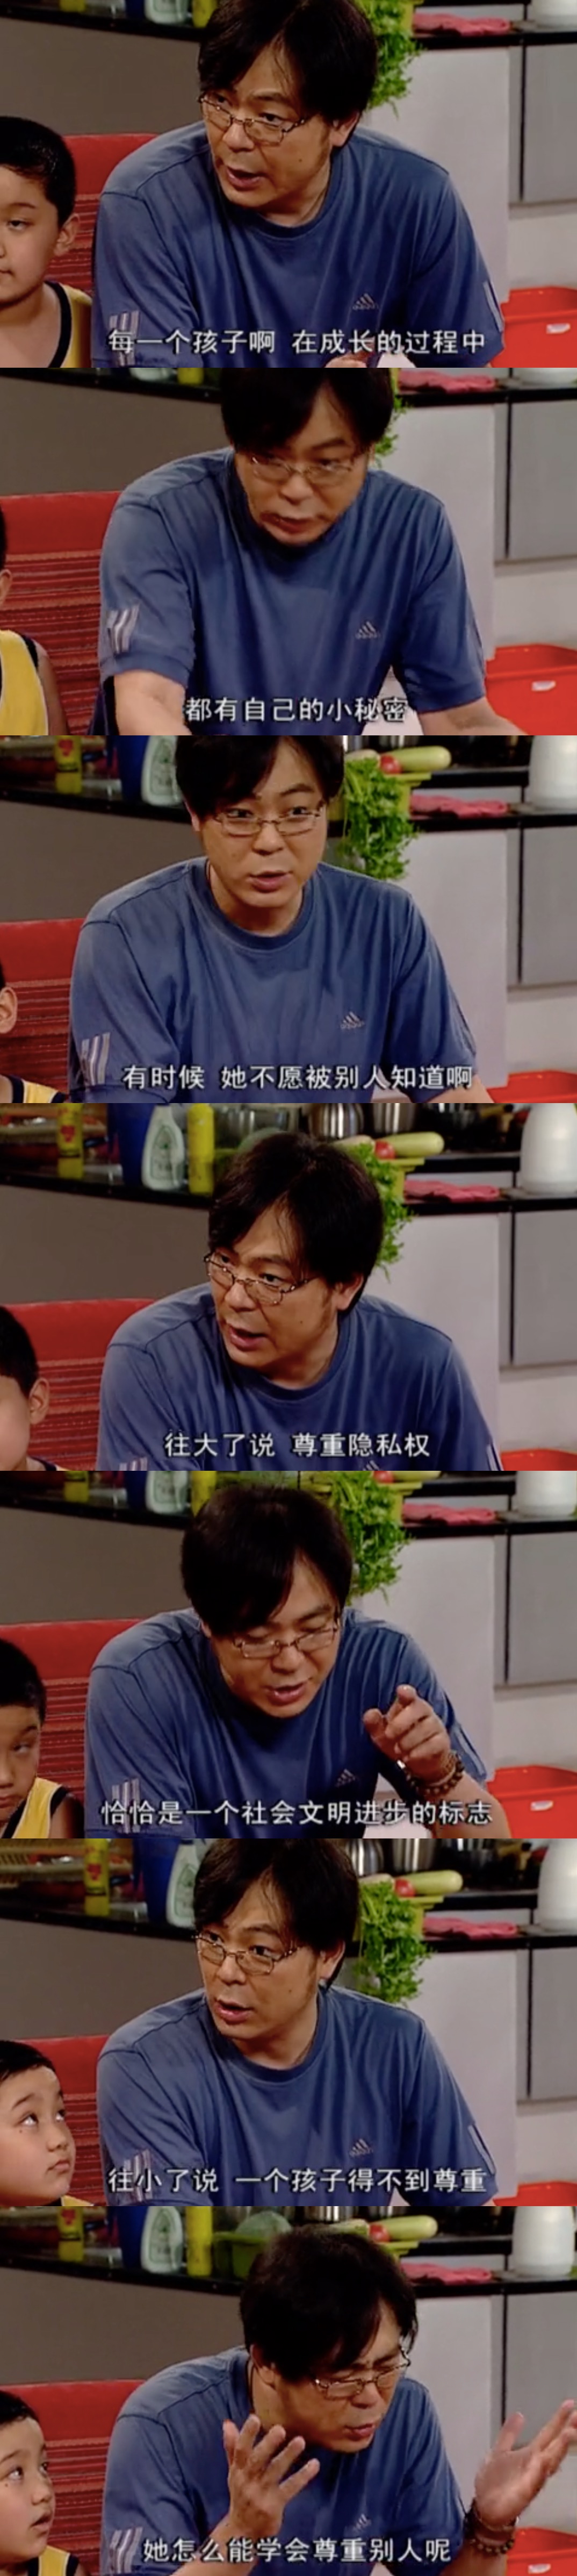 每一个孩子啊 在成长的过程中
都有自己的小秘密
有时候 她不愿被别人知道啊
往大了说 尊重隐私权
恰恰是一个社会文明进步的标志
往小了说 一个孩子得不到尊重
她怎么能学会尊重别人呢